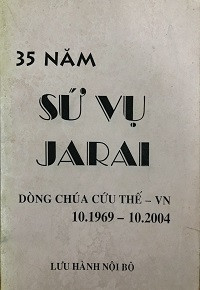 35 NĂM
SỨ VỤ
JARAI
DÒNG CHÚA CỨU THẾ – VN
10.1969 – 10.2004
LƯU HÀNH NỘI BỘ